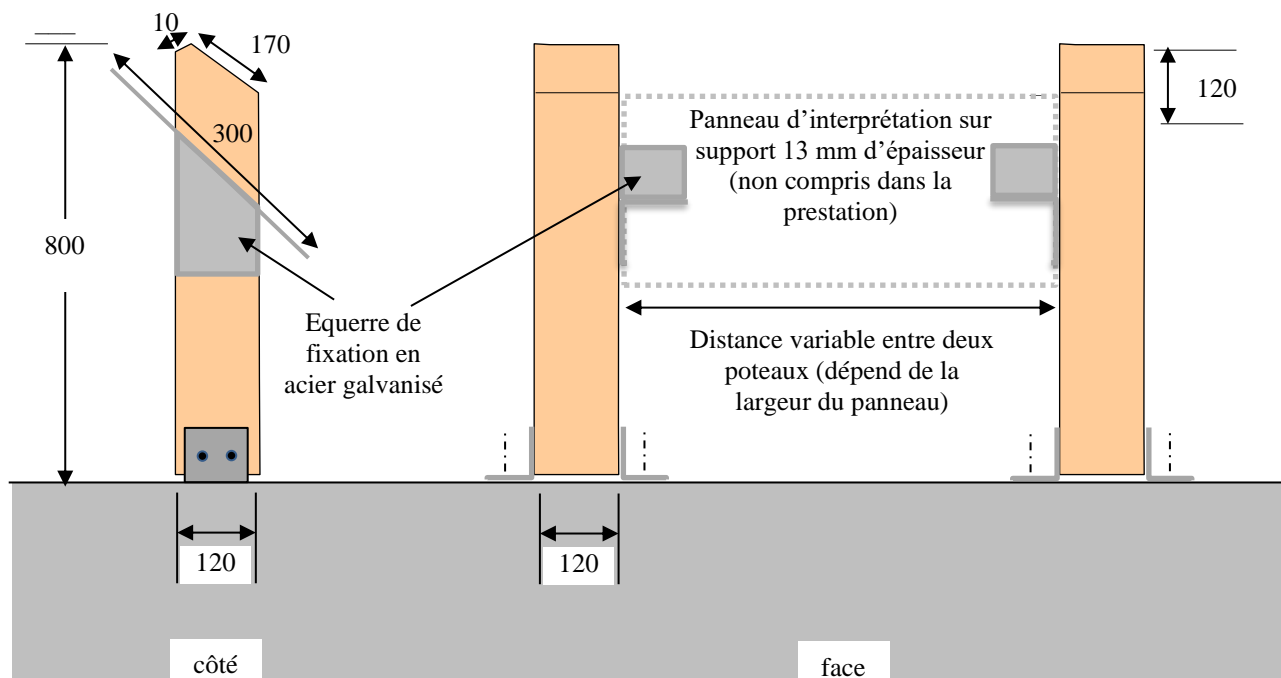 10
170
300
800
120
Panneau d’interprétation sur
support 13 mm d’épaisseur
(non compris dans la
prestation)
Equerre de
fixation en
acier galvanisé
Distance variable entre deux
poteaux (dépend de la
largeur du panneau)
120
120
côté
face